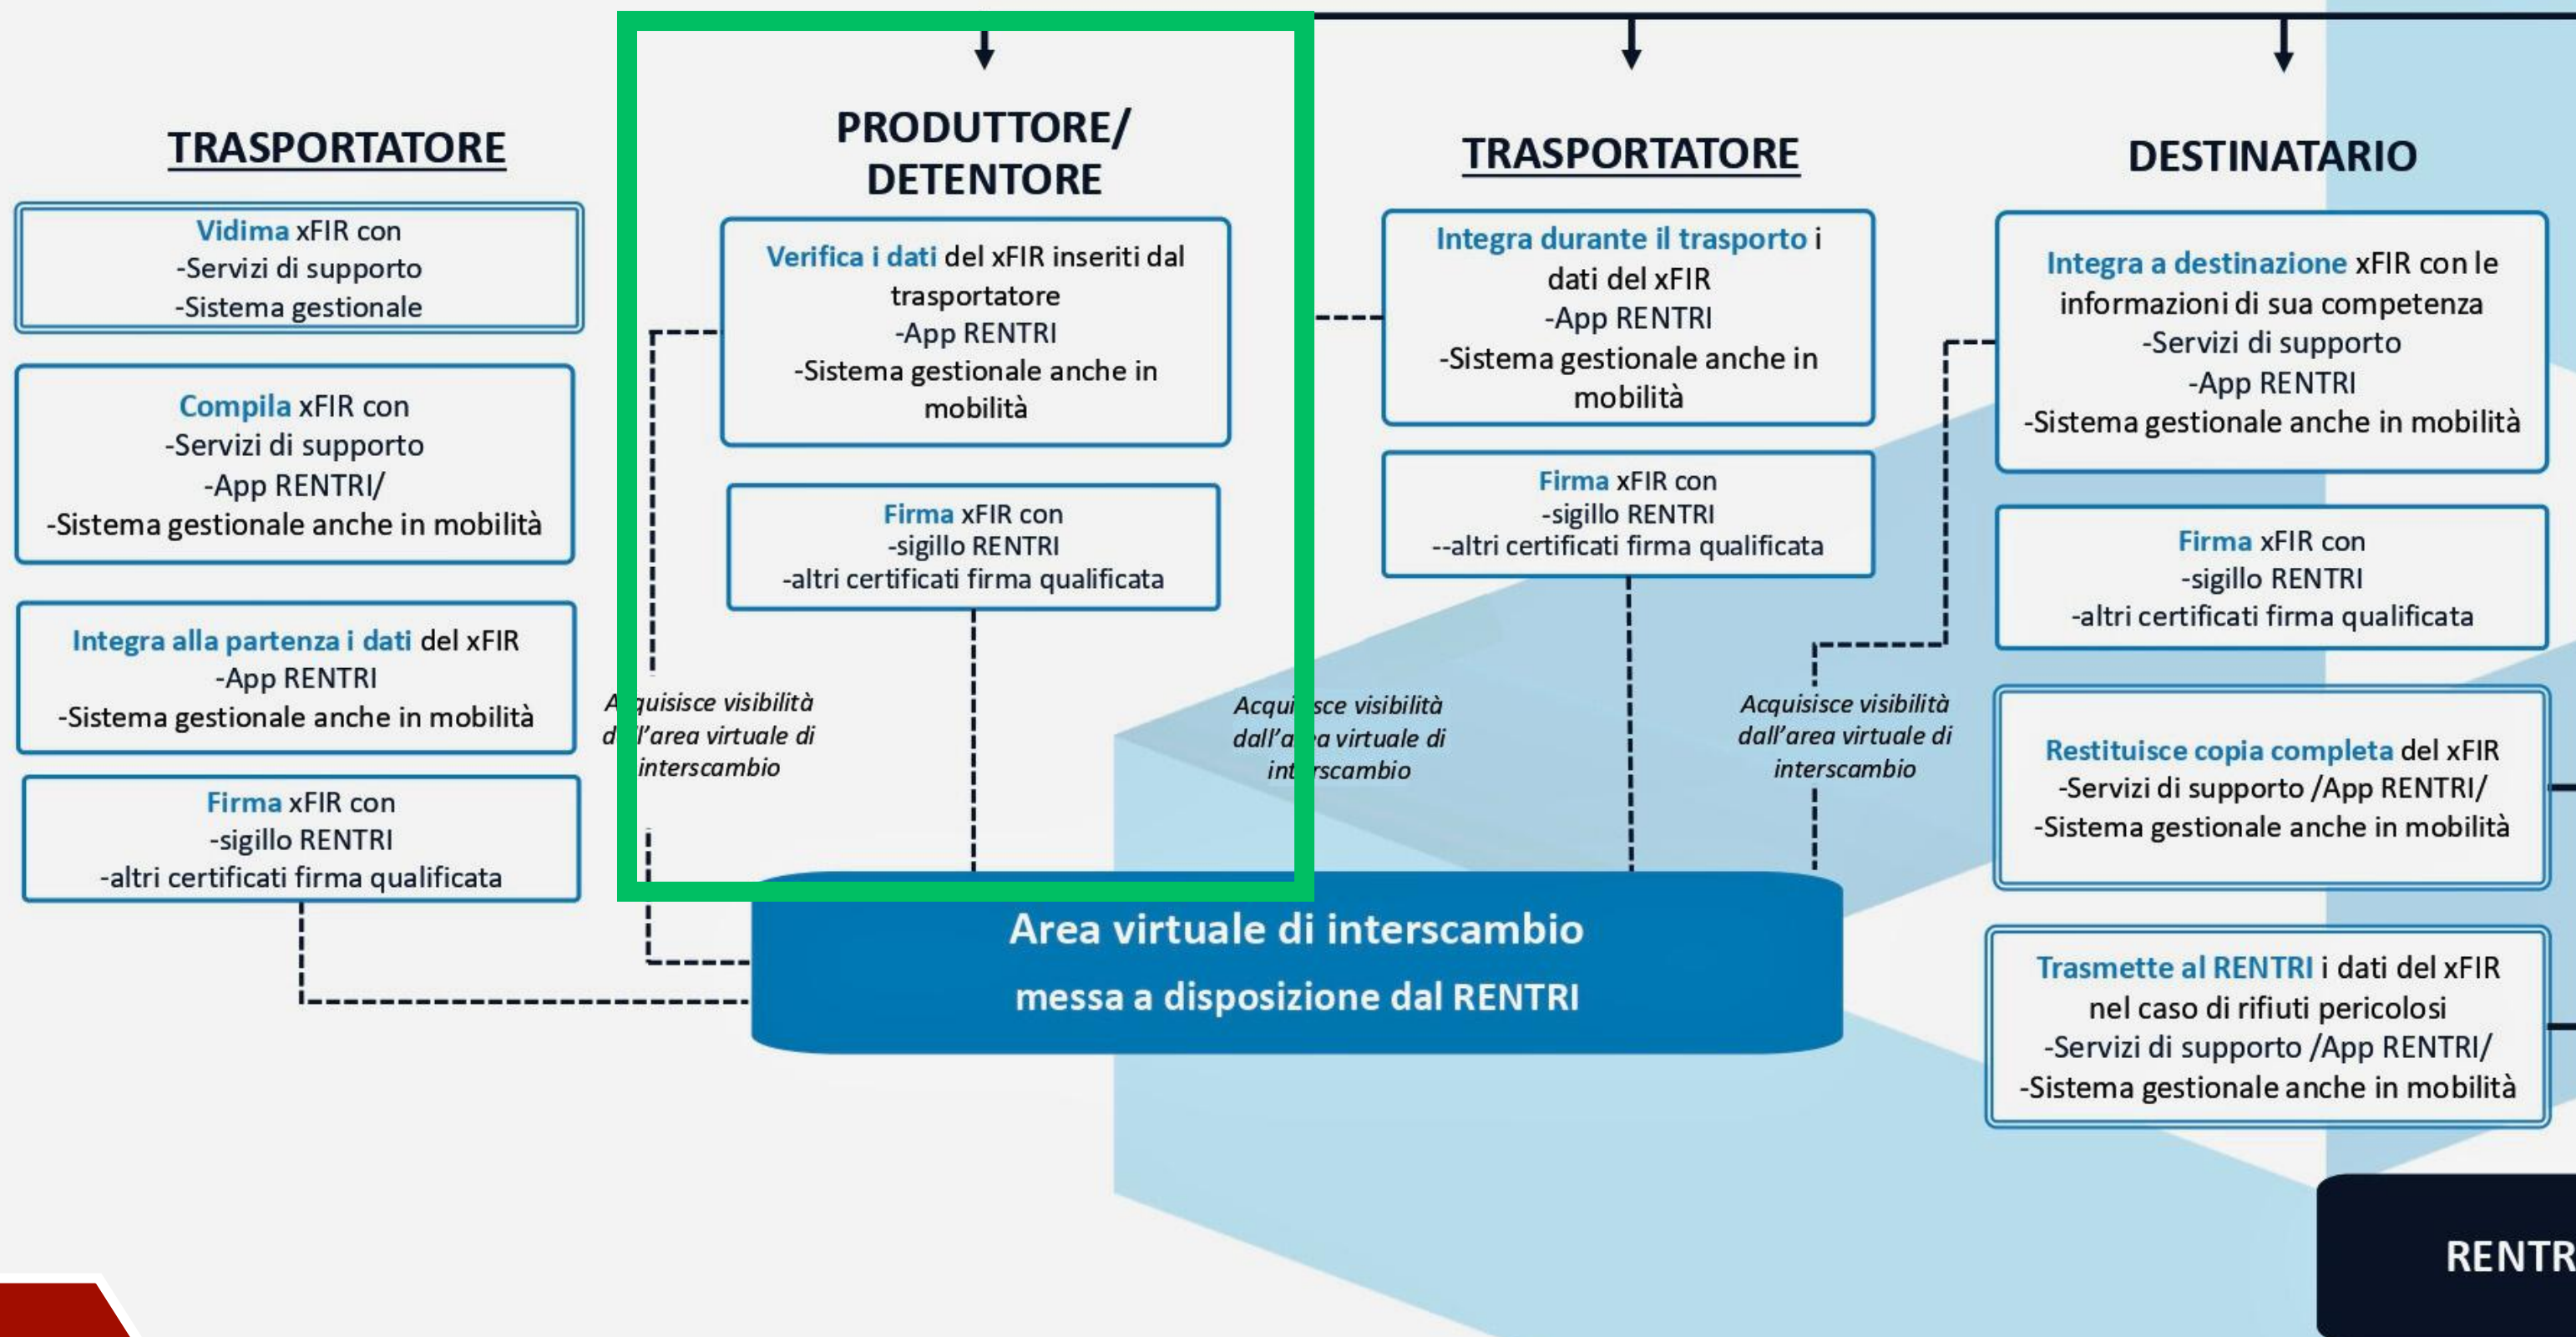 TRASPORTATORE
Vidima xFIR con
-Servizi di supporto
-Sistema gestionale
Compila xFIR con
-Servizi di supporto
-App RENTRI/
-Sistema gestionale anche in mobilità
Integra alla partenza i dati del xFIR
-App RENTRI
-Sistema gestionale anche in mobilità
Firma xFIR con
-sigillo RENTRI
-altri certificati firma qualificata
PRODUTTORE/
DETENTORE
Verifica i dati del xFIR inseriti dal
trasportatore
-App RENTRI
-Sistema gestionale anche in
mobilità
Firma xFIR con
-sigillo RENTRI
-altri certificati firma qualificata
Acquisisce visibilità
dall'area virtuale di
interscambio
TRASPORTATORE
Integra durante il trasporto i
dati del xFIR
-App RENTRI
-Sistema gestionale anche in
mobilità
Firma xFIR con
-sigillo RENTRI
--altri certificati firma qualificata
Acquisisce visibilità
dall'area virtuale di
interscambio
DESTINATARIO
Integra a destinazione xFIR con le
informazioni di sua competenza
-Servizi di supporto
-App RENTRI
-Sistema gestionale anche in mobilità
Firma xFIR con
-sigillo RENTRI
-altri certificati firma qualificata
Acquisisce visibilità
dall'area virtuale di
interscambio
Restituisce copia completa del xFIR
-Servizi di supporto /App RENTRI/
-Sistema gestionale anche in mobilità
Trasmette al RENTRI i dati del xFIR
nel caso di rifiuti pericolosi
-Servizi di supporto /App RENTRI/
-Sistema gestionale anche in mobilità
Area virtuale di interscambio
messa a disposizione dal RENTRI
RENTR